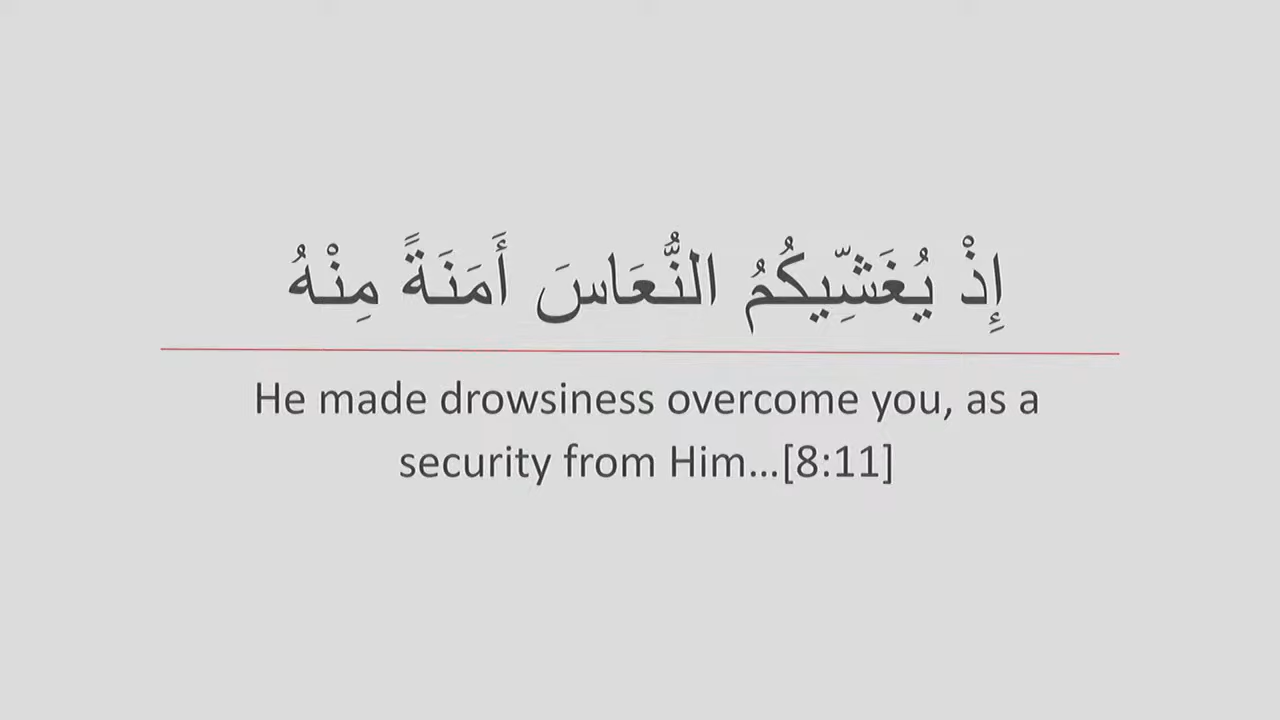 إِذْ يُغَشِّيكُمُ النُّعَاسَ أَمَنَةً مِنْهُ
He made drowsiness overcome you, as a
security from Him...[8:11]